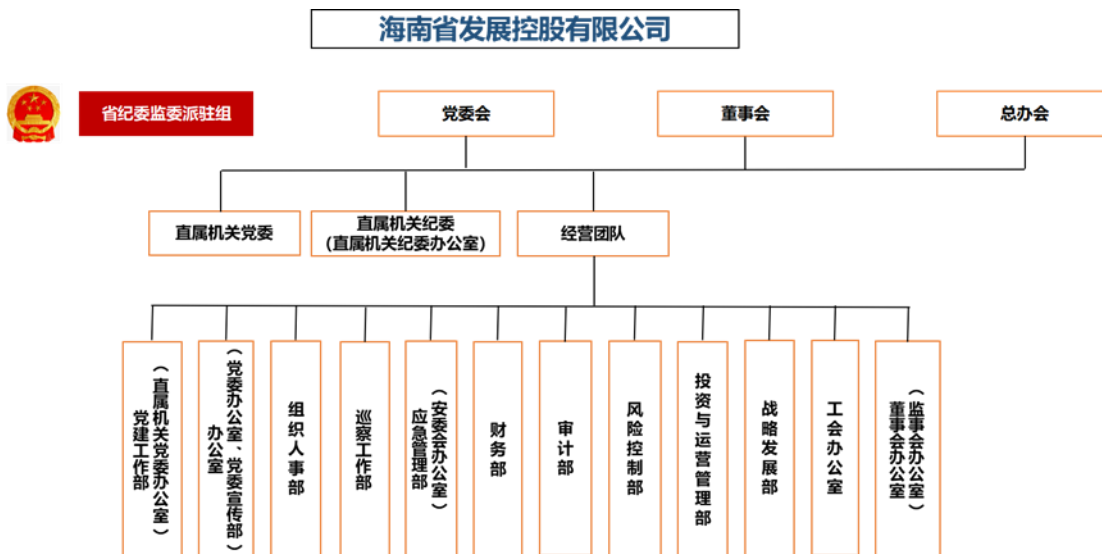 海南省发展控股有限公司
省纪委监委派驻组
党委会
董事会
总办会
直属机关党委
直属机关纪委
（直属机关纪委办公室）
经营团队
党建工作部
（直属机关党委办公室）
办公室
（党委办公室、党委宣传部）
组织人事部
巡察工作部
应急管理部
（安委会办公室）
财务部
审计部
风险控制部
投资与运营管理部
战略发展部
工会办公室
董事会办公室
（监事会办公室）